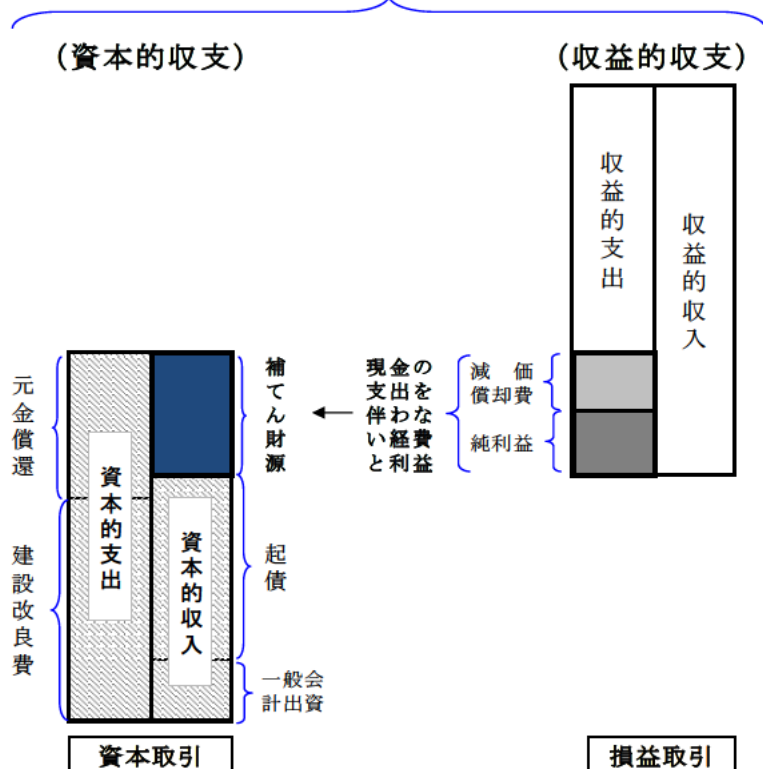 （資本的収支）
（収益的収支）
収益的支出
収益的収入
元金償還
建設改良費
資本的支出
資本的収入
補てん財源
起債
一般会
計出資
現金の
支出を
伴わな
い経費
と利益
減　価
償却費
純利益
資本取引
損益取引